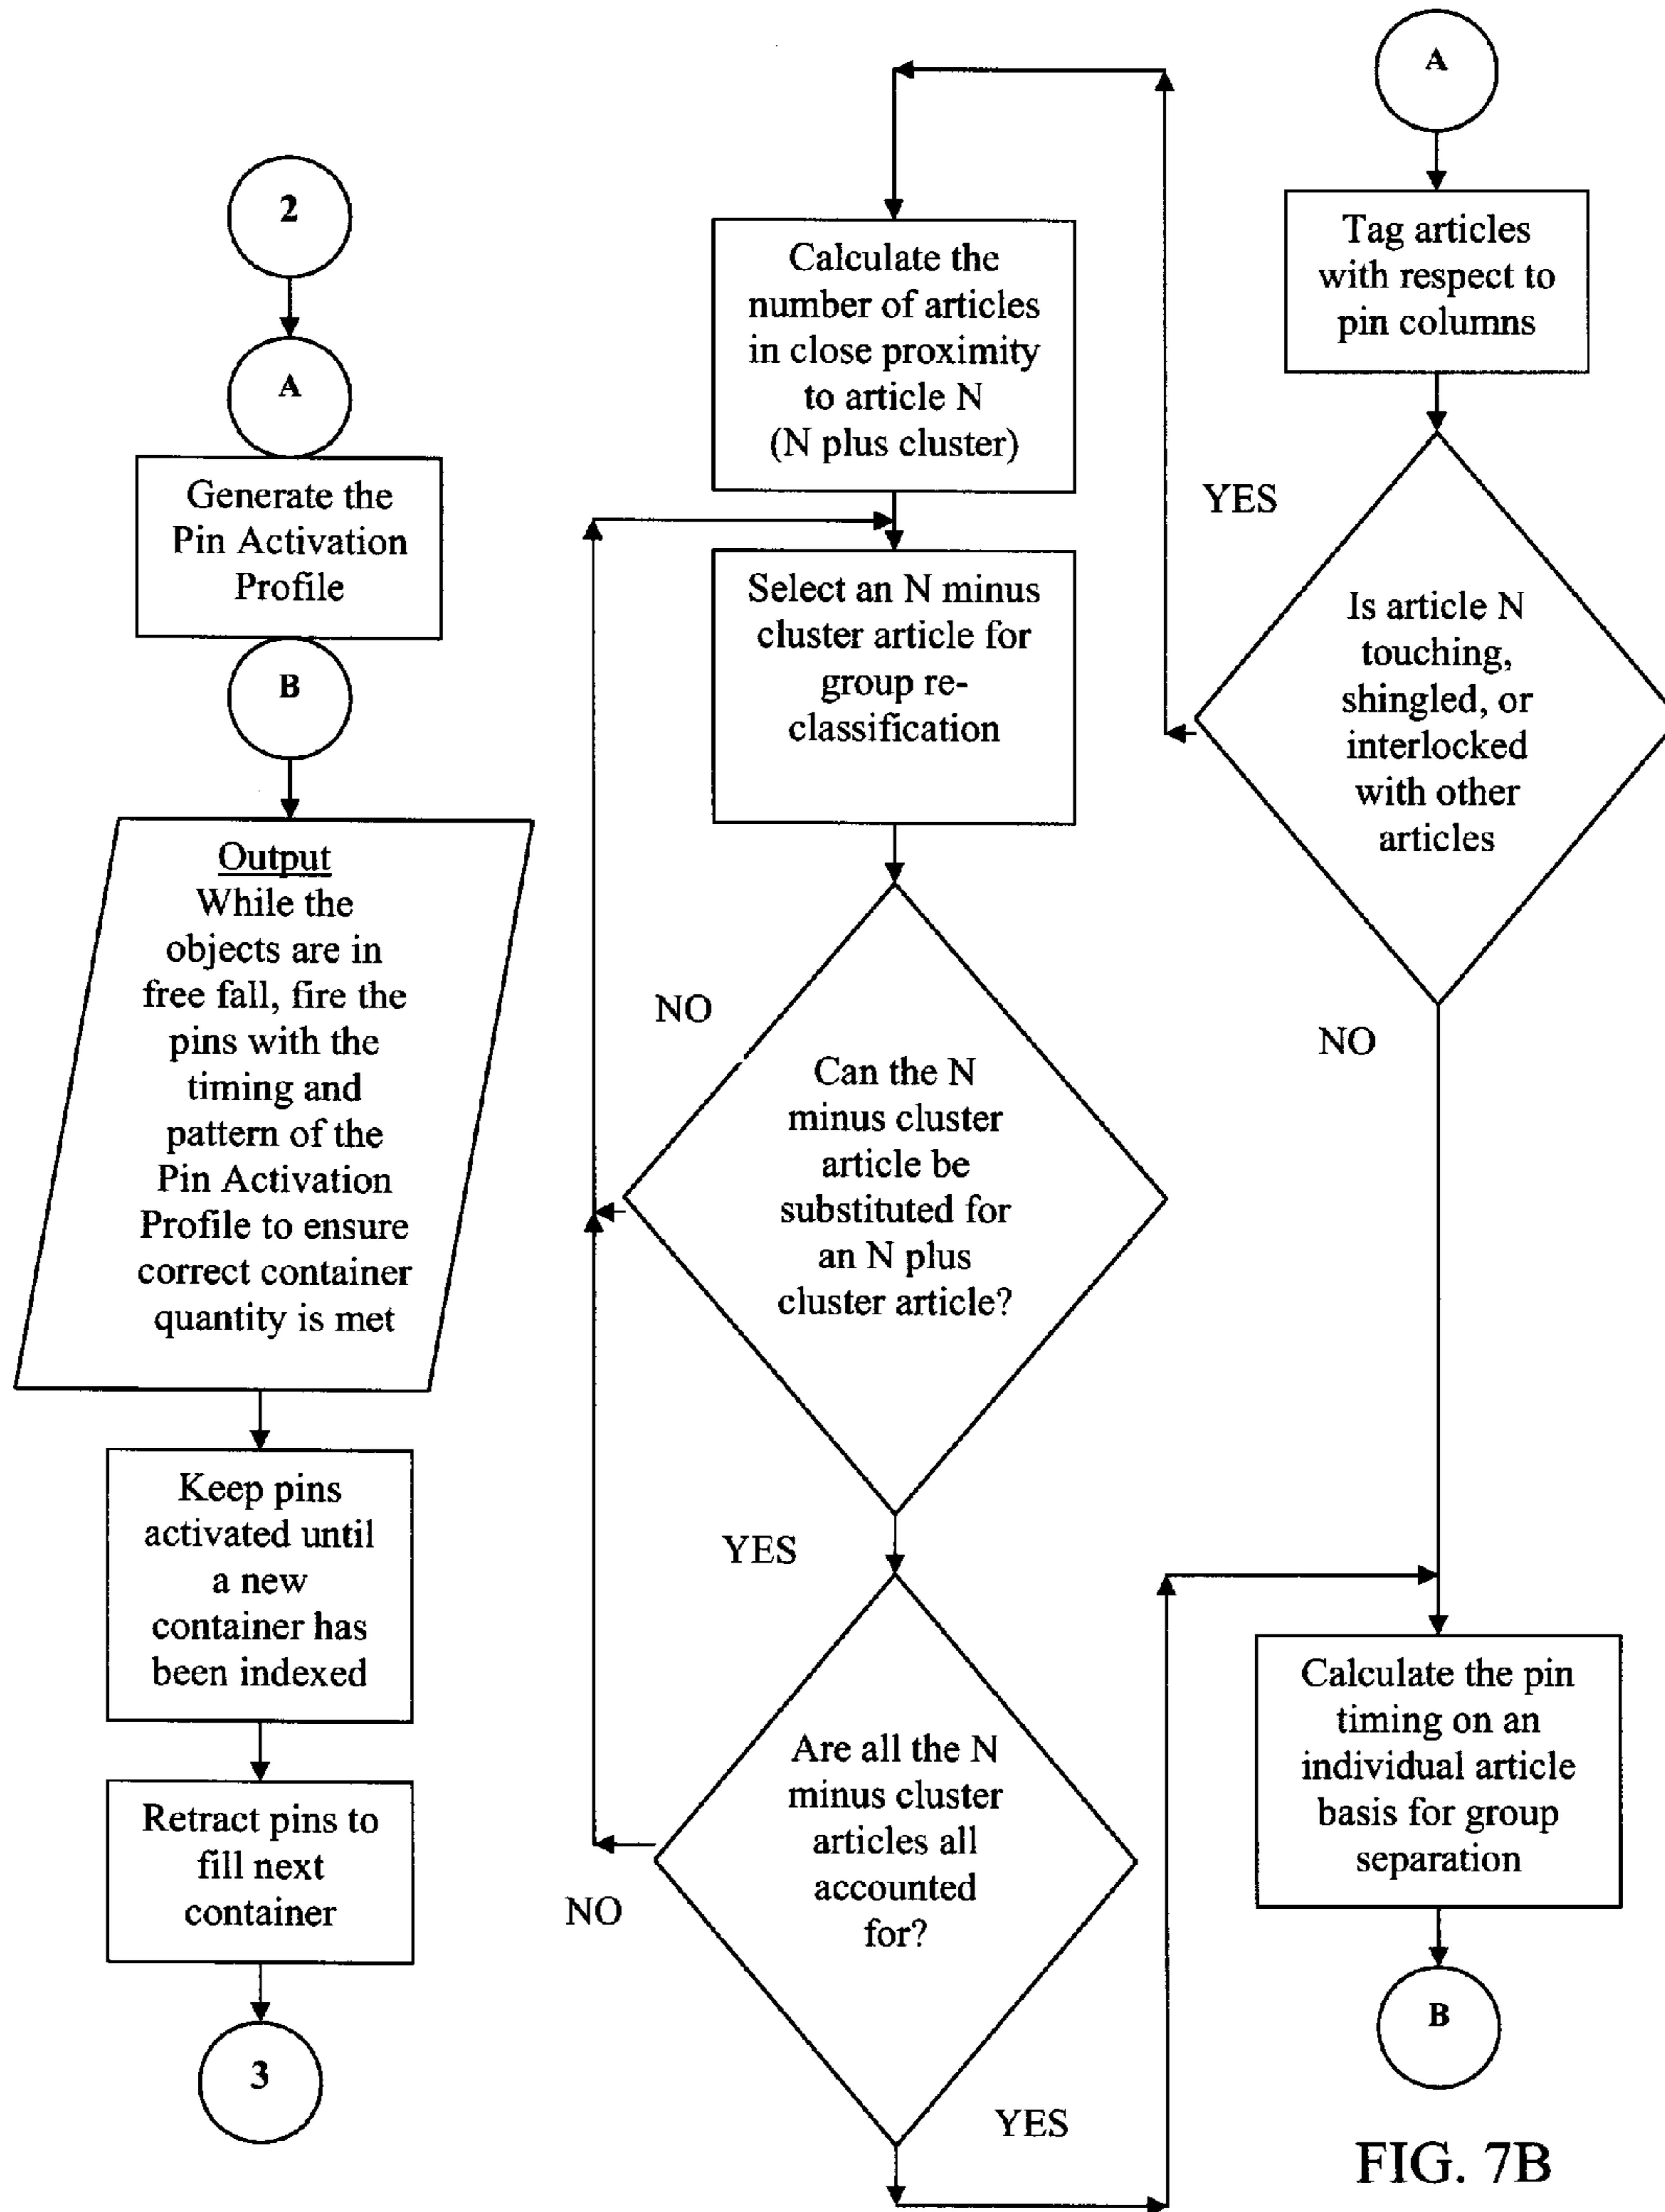 2
A
Generate the
Pin Activation
Profile
B
Output
While the
objects are in
free fall, fire the
pins with the
timing and
pattern of the
Pin Activation
Profile to ensure
correct container
quantity is met
Keep pins
activated until
a new
container has
been indexed
Retract pins to
fill next
container
3
Calculate the
number of articles
in close proximity
to article N
(N plus cluster)
Select an N minus
cluster article for
group re-
classification
NO
Can the N
minus cluster
article be
substituted for
an N plus
cluster article?
YES
Are all the N
minus cluster
articles all
accounted
for?
NO
YES
A
Tag articles
with respect to
pin columns
YES
Is article N
touching,
shingled, or
interlocked
with other
articles
NO
Calculate the pin
timing on an
individual article
basis for group
separation
B
FIG. 7B